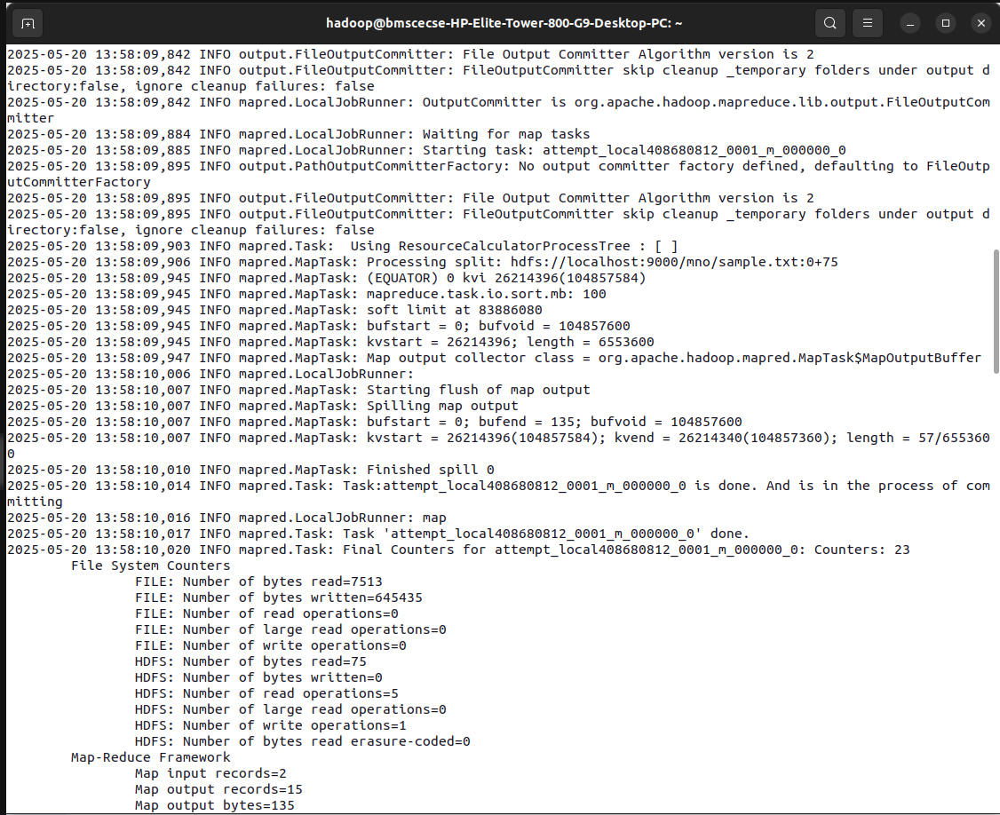 hadoop@bmscecse-HP-Elite-Tower-800-G9-Desktop-PC: ~
2025-05-20 13:58:09,842 INFO output.FileOutputCommitter: File Output Committer Algorithm version is 2
2025-05-20 13:58:09,842 INFO output.FileOutputCommitter: FileOutputCommitter skip cleanup _temporary folders under output d
irectory:false, ignore cleanup failures: false
2025-05-20 13:58:09,842 INFO mapred.LocalJobRunner: OutputCommitter is org.apache.hadoop.mapreduce.lib.output.FileOutputCom
mitter
2025-05-20 13:58:09,884 INFO mapred.LocalJobRunner: Waiting for map tasks
2025-05-20 13:58:09,885 INFO mapred.LocalJobRunner: Starting task: attempt_local408680812_0001_m_000000_0
2025-05-20 13:58:09,895 INFO output.PathOutputCommitterFactory: No output committer factory defined, defaulting to FileOutp
utCommitterFactory
2025-05-20 13:58:09,895 INFO output.FileOutputCommitter: File Output Committer Algorithm version is 2
2025-05-20 13:58:09,895 INFO output.FileOutputCommitter: FileOutputCommitter skip cleanup _temporary folders under output d
irectory:false, ignore cleanup failures: false
2025-05-20 13:58:09,903 INFO mapred.Task:  Using ResourceCalculatorProcessTree : [ ]
2025-05-20 13:58:09,906 INFO mapred.MapTask: Processing split: hdfs://localhost:9000/mno/sample.txt:0+75
2025-05-20 13:58:09,945 INFO mapred.MapTask: (EQUATOR) 0 kvi 26214396(104857584)
2025-05-20 13:58:09,945 INFO mapred.MapTask: mapreduce.task.io.sort.mb: 100
2025-05-20 13:58:09,945 INFO mapred.MapTask: soft limit at 83886080
2025-05-20 13:58:09,945 INFO mapred.MapTask: bufstart = 0; bufvoid = 104857600
2025-05-20 13:58:09,945 INFO mapred.MapTask: kvstart = 26214396; length = 6553600
2025-05-20 13:58:09,947 INFO mapred.MapTask: Map output collector class = org.apache.hadoop.mapred.MapTask$MapOutputBuffer
2025-05-20 13:58:10,006 INFO mapred.LocalJobRunner:
2025-05-20 13:58:10,007 INFO mapred.MapTask: Starting flush of map output
2025-05-20 13:58:10,007 INFO mapred.MapTask: Spilling map output
2025-05-20 13:58:10,007 INFO mapred.MapTask: bufstart = 0; bufend = 135; bufvoid = 104857600
2025-05-20 13:58:10,007 INFO mapred.MapTask: kvstart = 26214396(104857584); kvend = 26214340(104857360); length = 57/655360
0
2025-05-20 13:58:10,010 INFO mapred.MapTask: Finished spill 0
2025-05-20 13:58:10,014 INFO mapred.Task: Task:attempt_local408680812_0001_m_000000_0 is done. And is in the process of com
mitting
2025-05-20 13:58:10,016 INFO mapred.LocalJobRunner: map
2025-05-20 13:58:10,017 INFO mapred.Task: Task 'attempt_local408680812_0001_m_000000_0' done.
2025-05-20 13:58:10,020 INFO mapred.Task: Final Counters for attempt_local408680812_0001_m_000000_0: Counters: 23
File System Counters
FILE: Number of bytes read=7513
FILE: Number of bytes written=645435
FILE: Number of read operations=0
FILE: Number of large read operations=0
FILE: Number of write operations=0
HDFS: Number of bytes read=75
HDFS: Number of bytes written=0
HDFS: Number of read operations=5
HDFS: Number of large read operations=0
HDFS: Number of write operations=1
HDFS: Number of bytes read erasure-coded=0
Map-Reduce Framework
Map input records=2
Map output records=15
Map output bytes=135